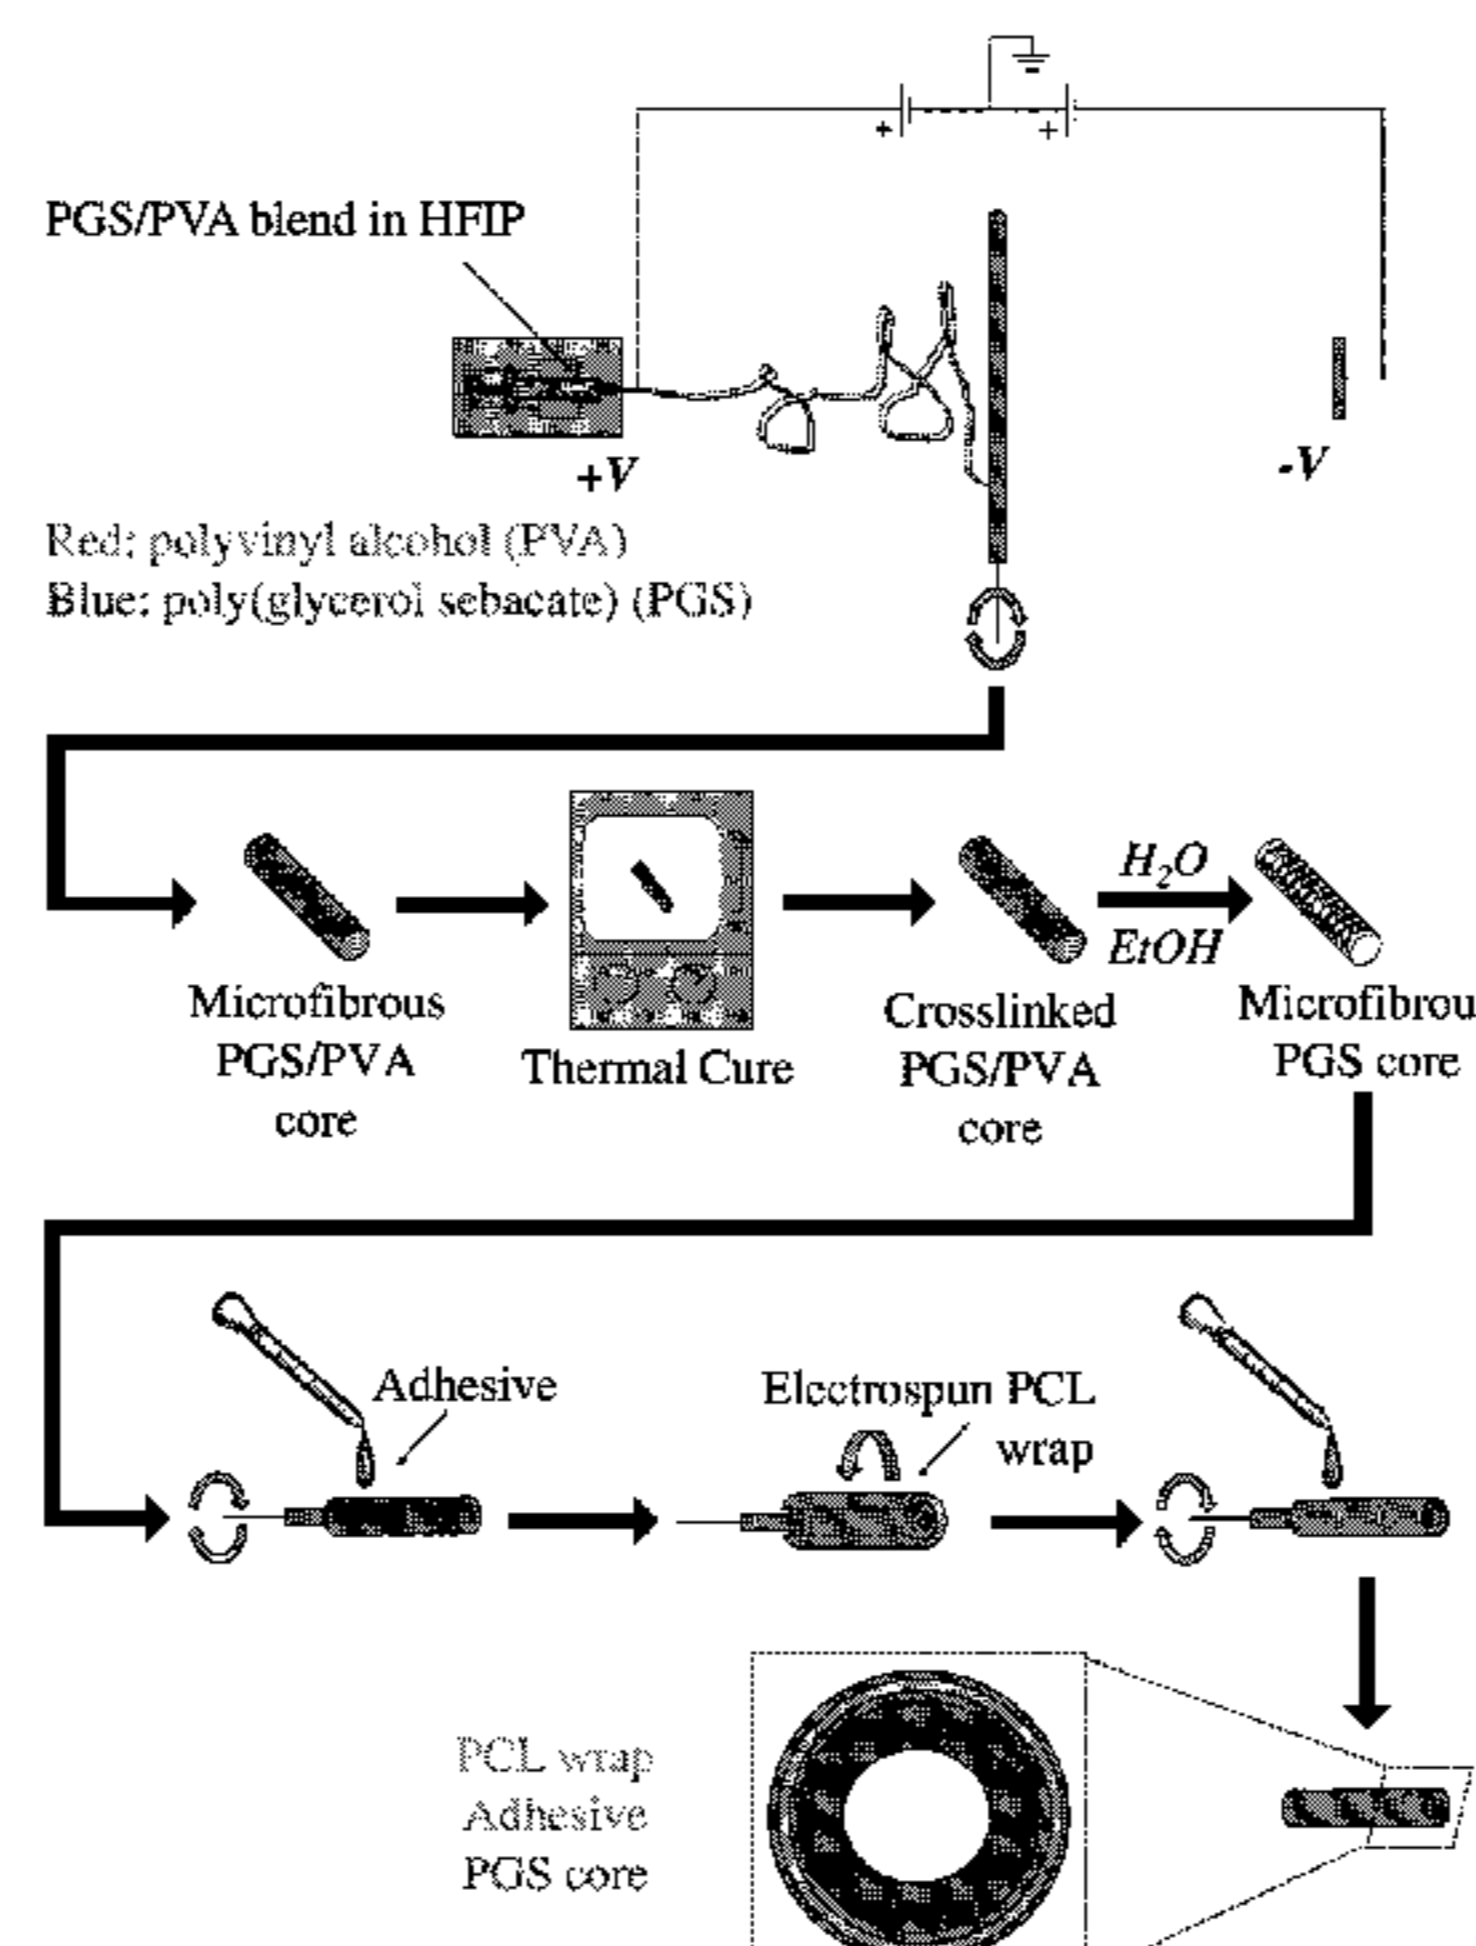 +
+
PGS/PVA blend in HFIP
+V
-V
Red: polyvinyl alcohol (PVA)
Blue: poly(glycerol sebacate) (PGS)
H₂O
EtOH
Microfibrous
PGS/PVA
core
Thermal Cure
Crosslinked
PGS/PVA
core
Microfibrou
PGS core
Adhesive
Electrospun PCL
wrap
PCL wrap
Adhesive
PGS core